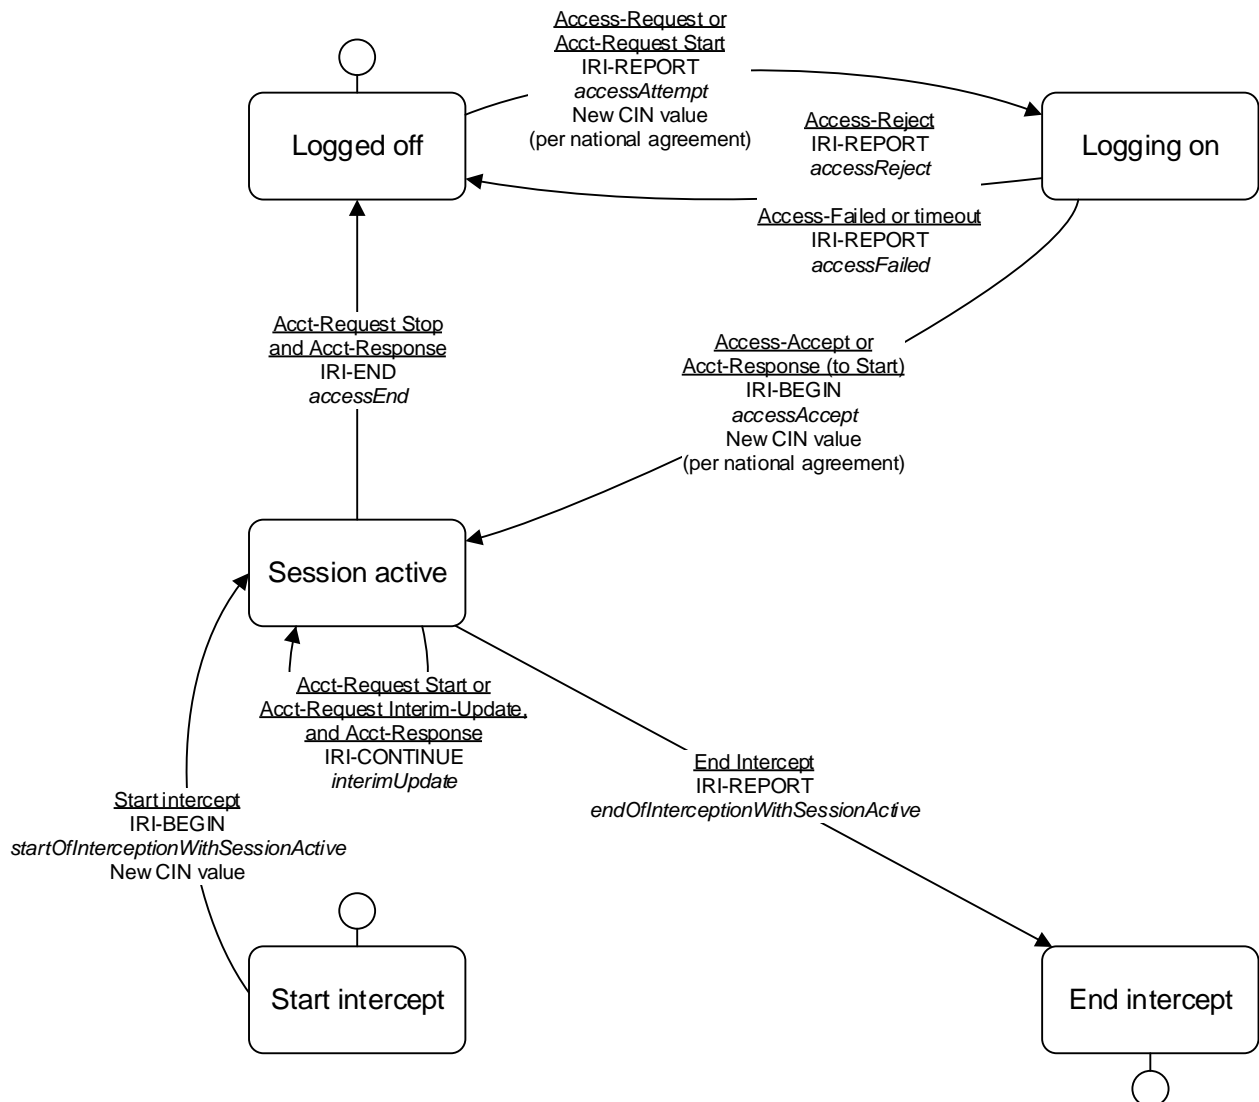 Access-Request or
Acct-Request Start
IRI-REPORT
accessAttempt
New CIN value
(per national agreement)
Logged off
Logging on
Access-Reject
IRI-REPORT
accessReject
Access-Failed or timeout
IRI-REPORT
accessFailed
Acct-Request Stop
and Acct-Response
IRI-END
accessEnd
Access-Accept or
Acct-Response (to Start)
IRI-BEGIN
accessAccept
New CIN value
(per national agreement)
Session active
Acct-Request Start or
Acct-Request Interim-Update,
and Acct-Response
IRI-CONTINUE
interimUpdate
End Intercept
IRI-REPORT
endOfInterceptionWithSessionActive
Start intercept
IRI-BEGIN
startOfInterceptionWithSessionActive
New CIN value
Start intercept
End intercept